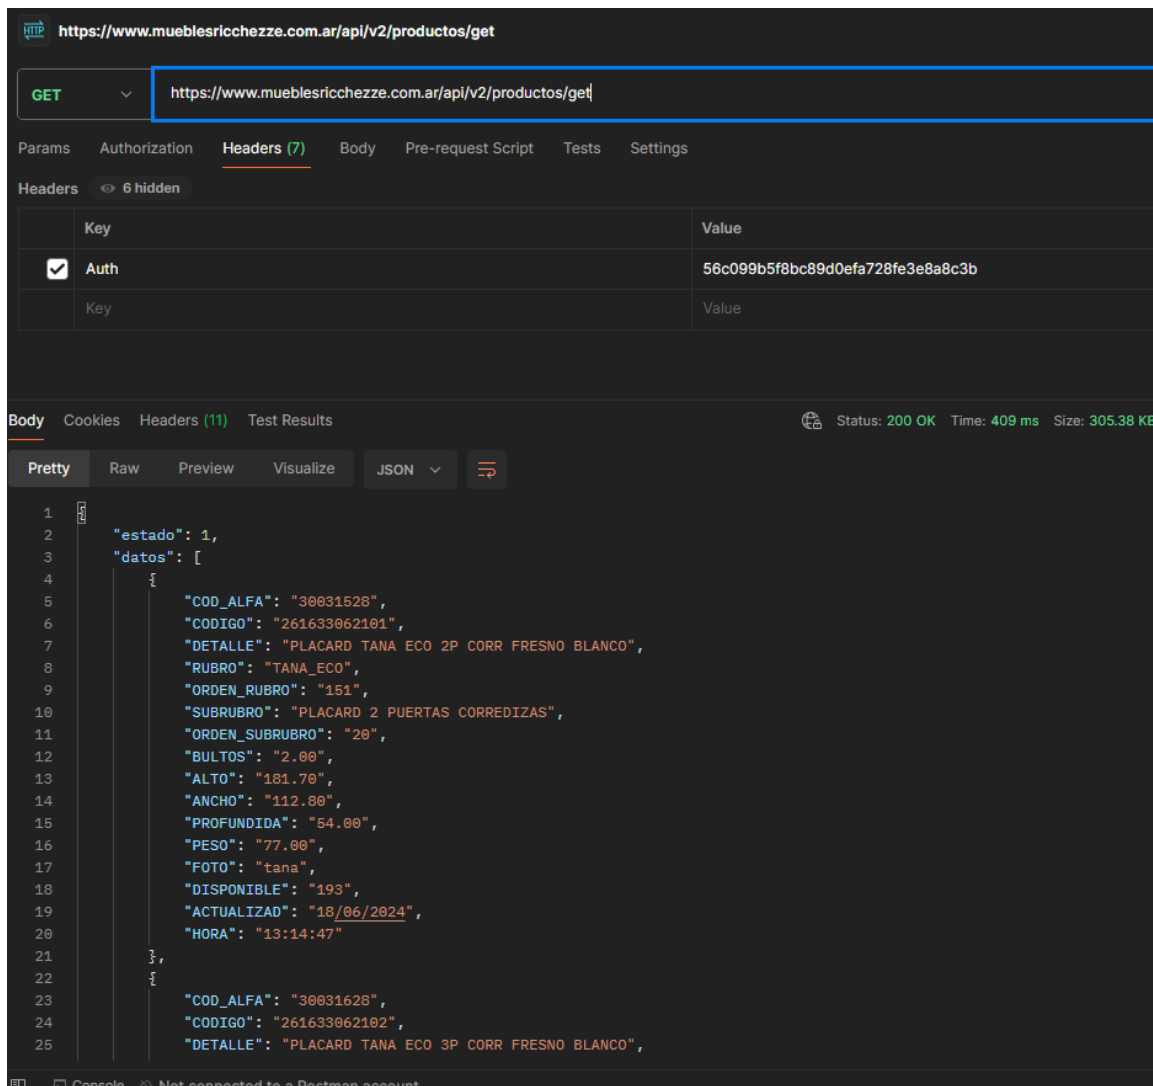 HTTP https://www.mueblesricchezze.com.ar/api/v2/productos/get
GET https://www.mueblesricchezze.com.ar/api/v2/productos/get
Params Authorization Headers (7) Body Pre-request Script Tests Settings
Headers 6 hidden
Key Value
Auth 56c099b5f8bc89d0efa728fe3e8a8c3b
Key Value
Body Cookies Headers (11) Test Results Status: 200 OK Time: 409 ms Size: 305.38 KB
Pretty Raw Preview Visualize JSON
1 {
2 "estado": 1,
3 "datos": [
4 {
5 "COD_ALFA": "30031528",
6 "CODIGO": "261633062101",
7 "DETALLE": "PLACARD TANA ECO 2P CORR FRESNO BLANCO",
8 "RUBRO": "TANA_ECO",
9 "ORDEN_RUBRO": "151",
10 "SUBRUBRO": "PLACARD 2 PUERTAS CORREDIZAS",
11 "ORDEN_SUBRUBRO": "20",
12 "BULTOS": "2.00",
13 "ALTO": "181.70",
14 "ANCHO": "112.80",
15 "PROFUNDIDA": "54.00",
16 "PESO": "77.00",
17 "FOTO": "tana",
18 "DISPONIBLE": "193",
19 "ACTUALIZAD": "18/06/2024",
20 "HORA": "13:14:47"
21 },
22 {
23 "COD_ALFA": "30031628",
24 "CODIGO": "261633062102",
25 "DETALLE": "PLACARD TANA ECO 3P CORR FRESNO BLANCO",
Console Not connected to a Postman account